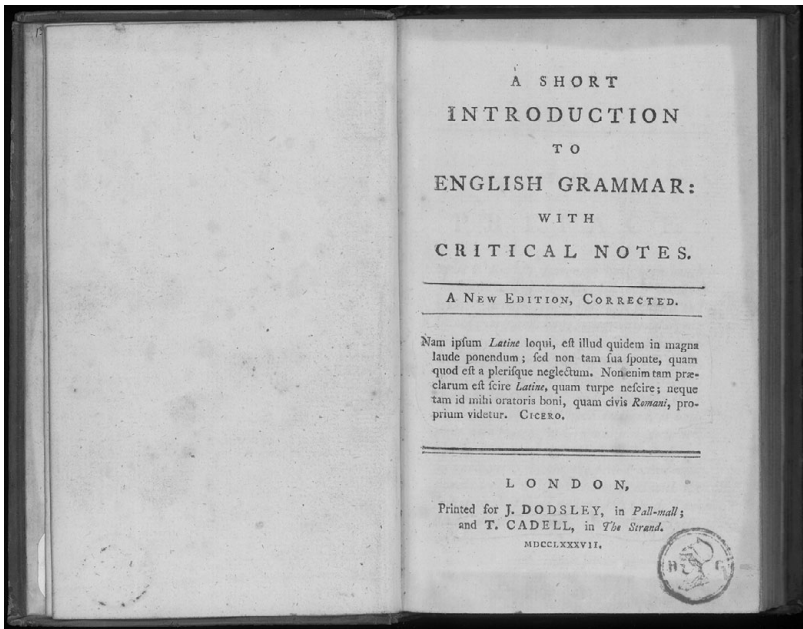 A SHORT
INTRODUCTION
TO
ENGLISH GRAMMAR:
WITH
CRITICAL NOTES.
A NEW EDITION, CORRECTED.
Nam ipſum Latine loqui, eſt illud quidem in magna
laude ponendum; ſed non tam ſua ſponte, quam
quod eſt a pleriſque neglectum. Non enim tam præ-
clarum eſt ſcire Latine, quam turpe neſcire; neque
tam id mihi oratoris boni, quam civis Romani, pro-
prium videtur. CICERO.
LONDON,
Printed for J. DODSLEY, in Pall-mall;
and T. CADELL, in The Strand.
MDCCLXXXVII.